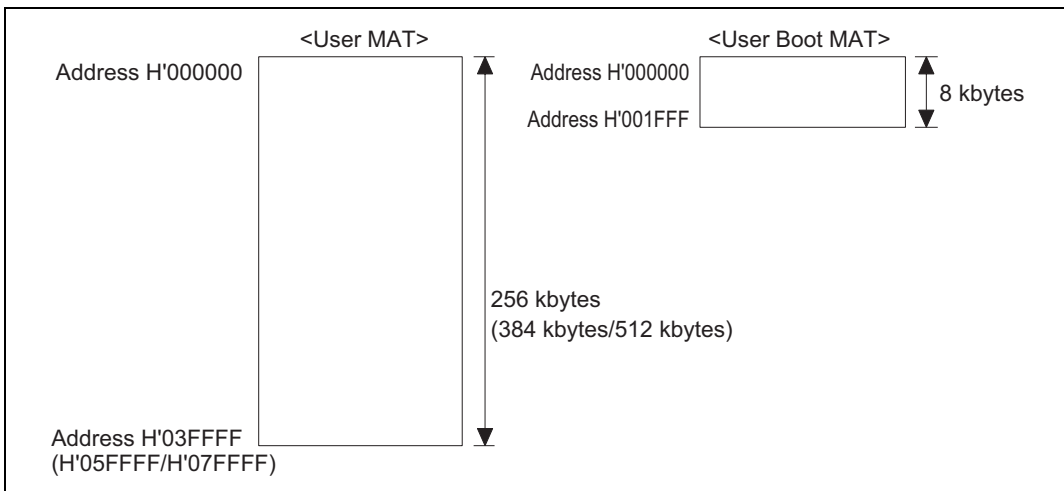 <User MAT>
Address H'000000
256 kbytes
(384 kbytes/512 kbytes)
Address H'03FFFF
(H'05FFFF/H'07FFFF)
<User Boot MAT>
Address H'000000
8 kbytes
Address H'001FFF